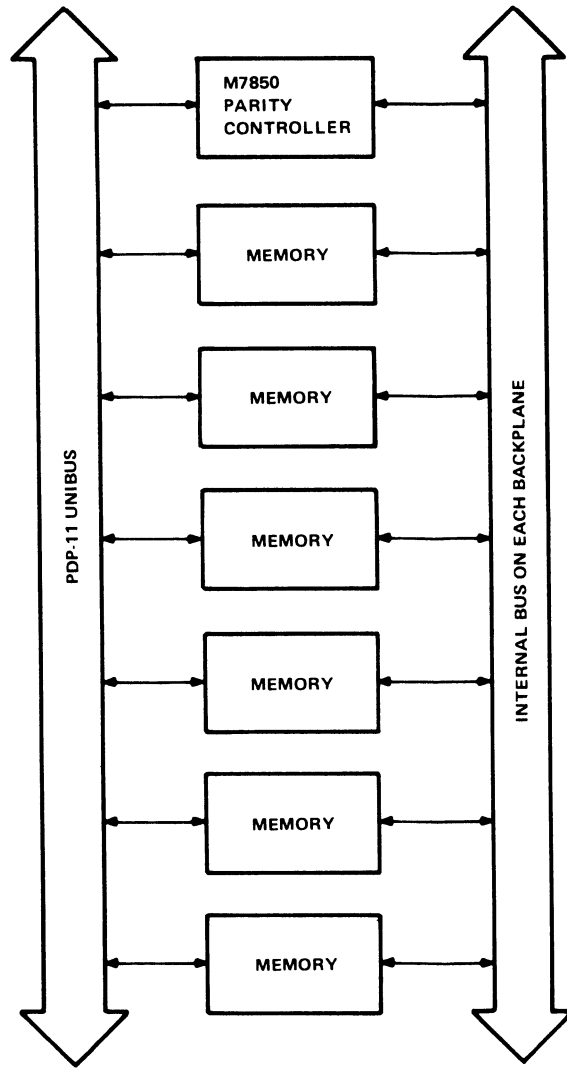 M7850
PARITY
CONTROLLER
MEMORY
MEMORY
MEMORY
MEMORY
MEMORY
MEMORY
PDP-11 UNIBUS
INTERNAL BUS ON EACH BACKPLANE